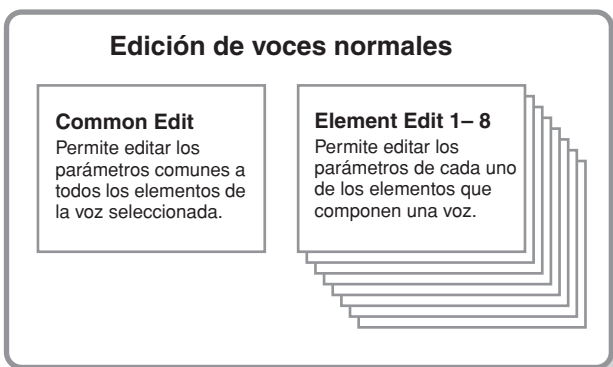 Edición de voces normales
Common Edit
Permite editar los
parámetros comunes a
todos los elementos de
la voz seleccionada.
Element Edit 1– 8
Permite editar los
parámetros de cada uno
de los elementos que
componen una voz.